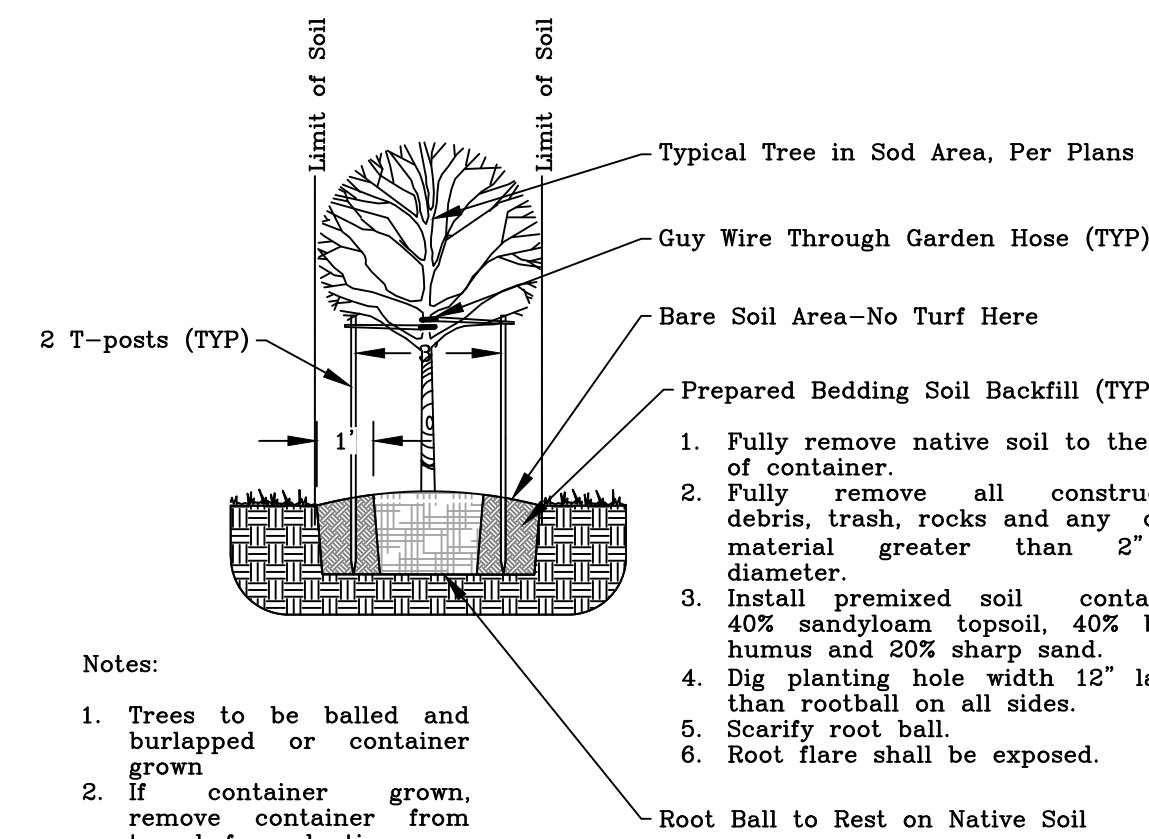 Limit of Soil
Limit of Soil
Typical Tree in Sod Area, Per Plans
Guy Wire Through Garden Hose (TYP)
Bare Soil Area-No Turf Here
2 T-posts (TYP)
3'
Prepared Bedding Soil Backfill (TYP
1'
1. Fully remove native soil to the
of container.
2. Fully remove all
debris, trash, rocks and any
material greater than 2"
diameter.
3. Install premixed soil
40% sandyloam topsoil, 40%
humus and 20% sharp sand.
4. Dig planting hole width 12"
than rootball on all sides.
5. Scarify root ball.
6. Root flare shall be exposed.
Notes:
1. Trees to be balled and
burlapped or container
grown
2. If container grown,
remove container from
Root Ball to Rest on Native Soil